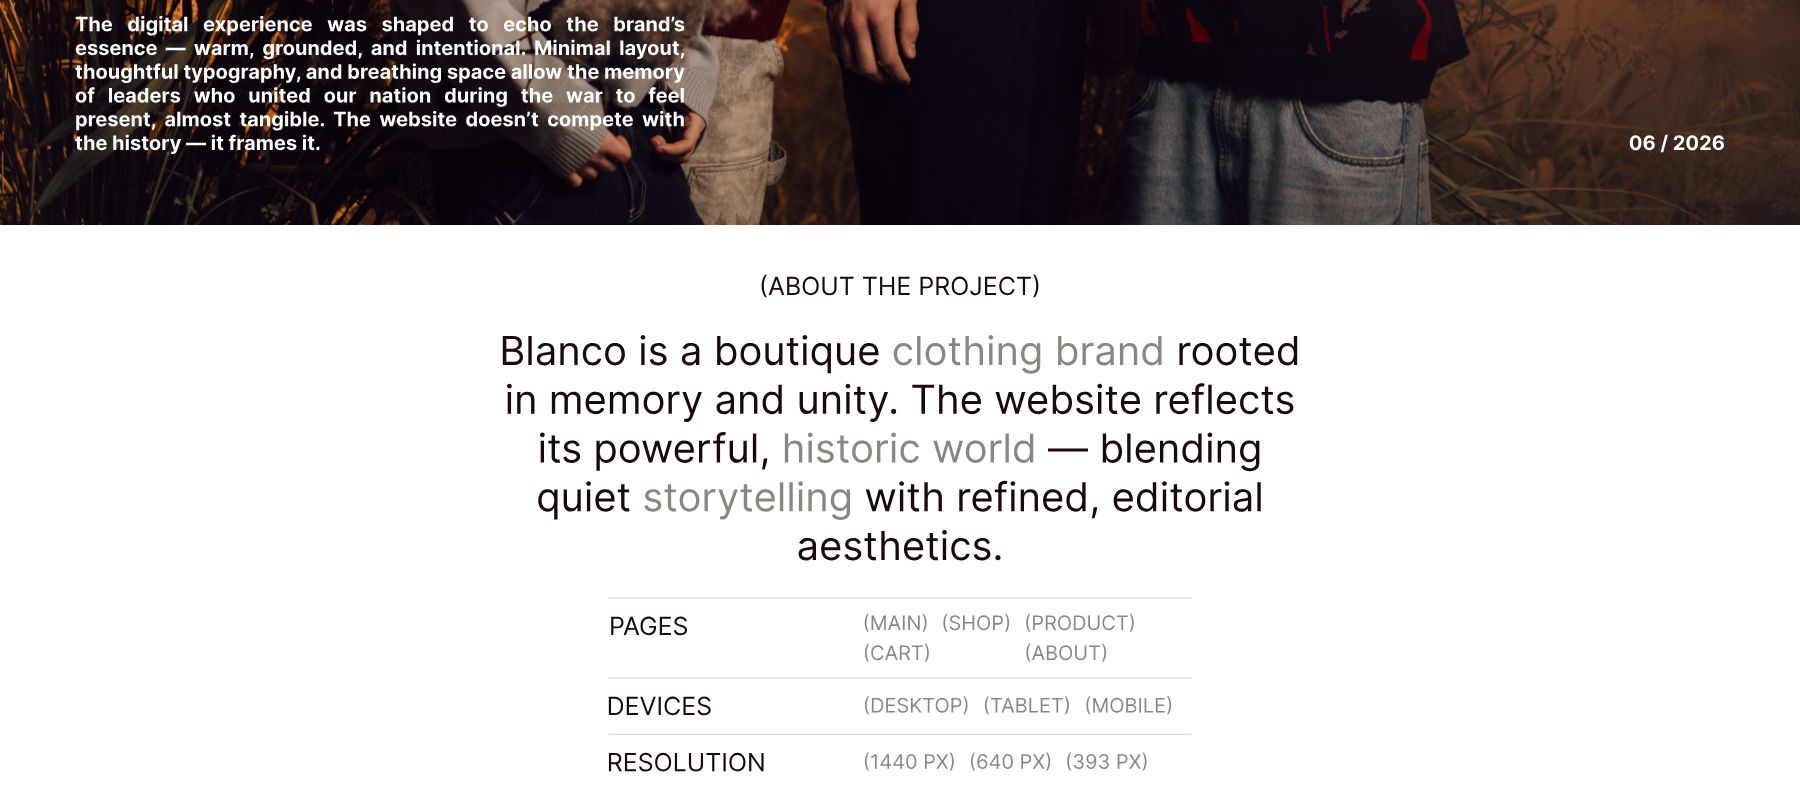 The digital experience was shaped to echo the brand’s
essence — warm, grounded, and intentional. Minimal layout,
thoughtful typography, and breathing space allow the memory
of leaders who united our nation during the war to feel
present, almost tangible. The website doesn’t compete with
the history — it frames it.
06 / 2026
(ABOUT THE PROJECT)
Blanco is a boutique clothing brand rooted
in memory and unity. The website reflects
its powerful, historic world — blending
quiet storytelling with refined, editorial
aesthetics.
PAGES
(MAIN) (SHOP) (PRODUCT)
(CART) (ABOUT)
DEVICES
(DESKTOP) (TABLET) (MOBILE)
RESOLUTION
(1440 PX) (640 PX) (393 PX)